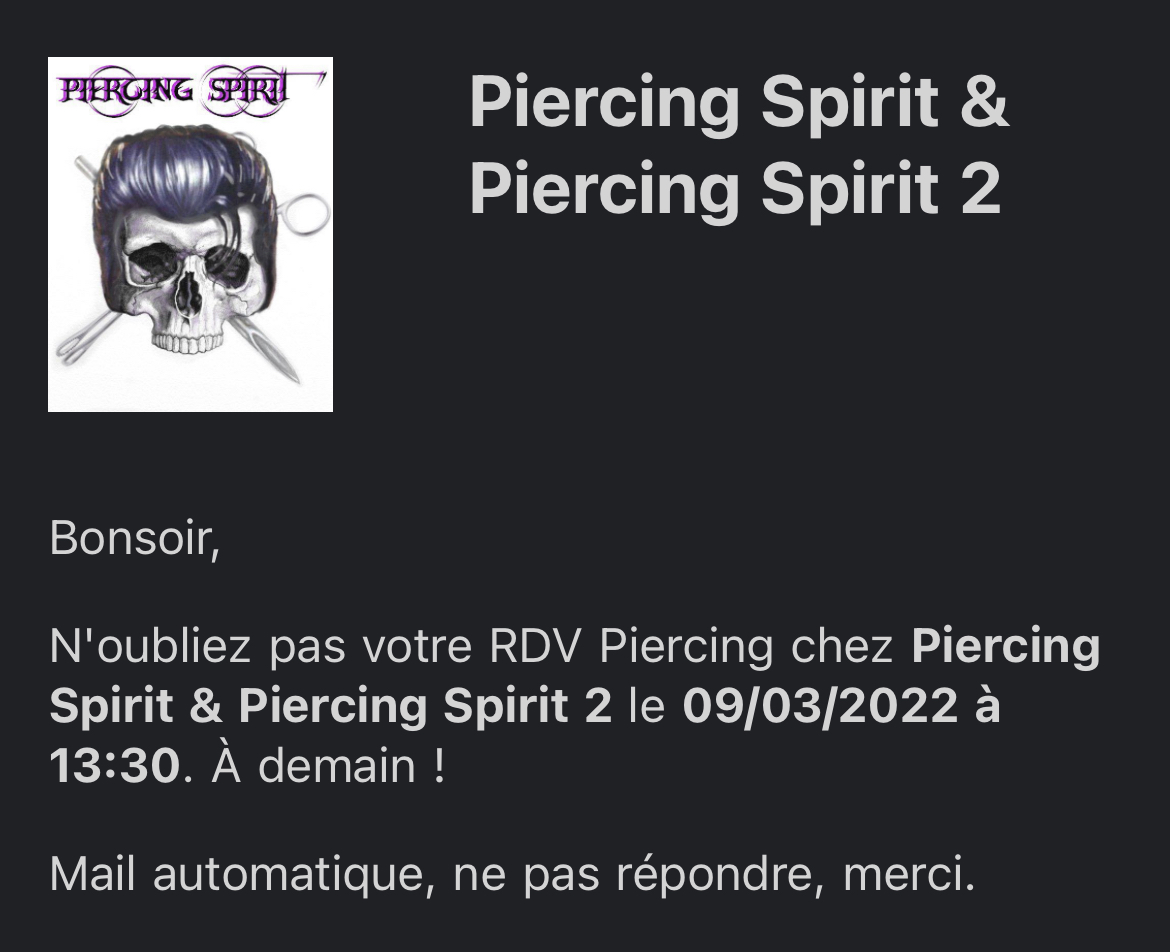 PIERCING SPIRIT
Piercing Spirit &
Piercing Spirit 2
Bonsoir,
N'oubliez pas votre RDV Piercing chez Piercing
Spirit & Piercing Spirit 2 le 09/03/2022 à
13:30. À demain !
Mail automatique, ne pas répondre, merci.